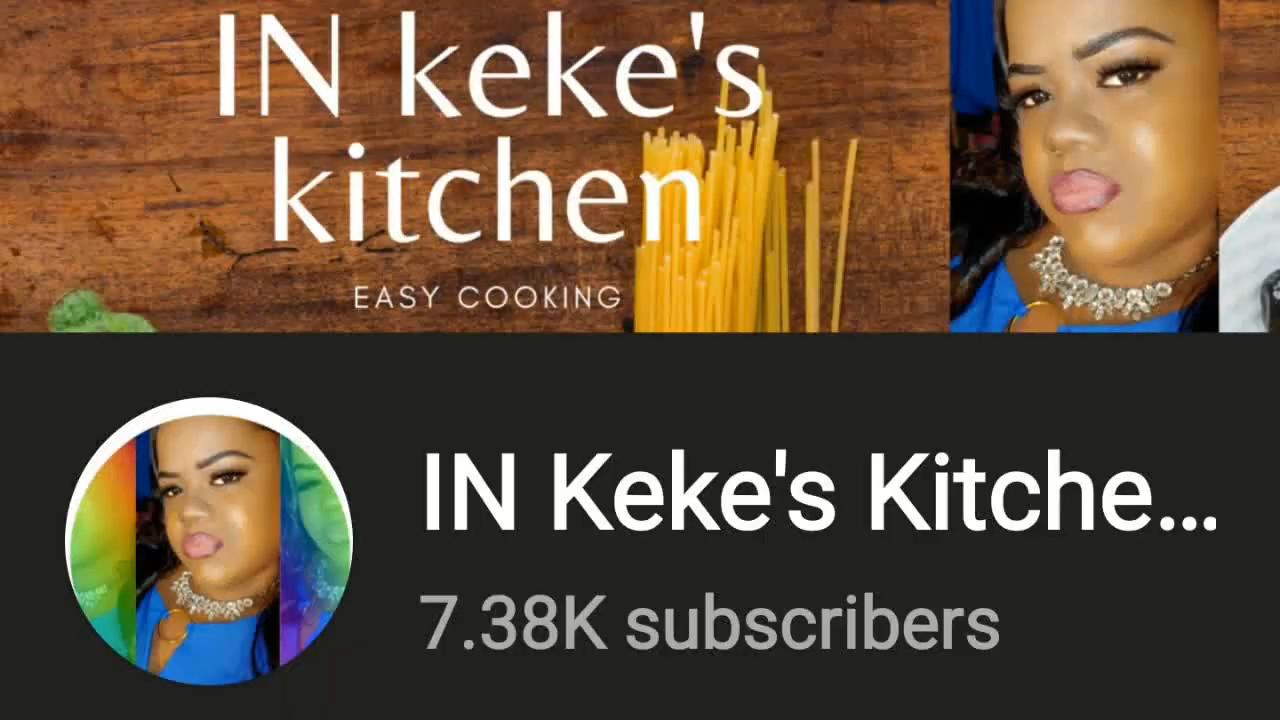 IN keke's
kitchen
EASY COOKING
IN Keke's Kitche...
7.38K subscribers